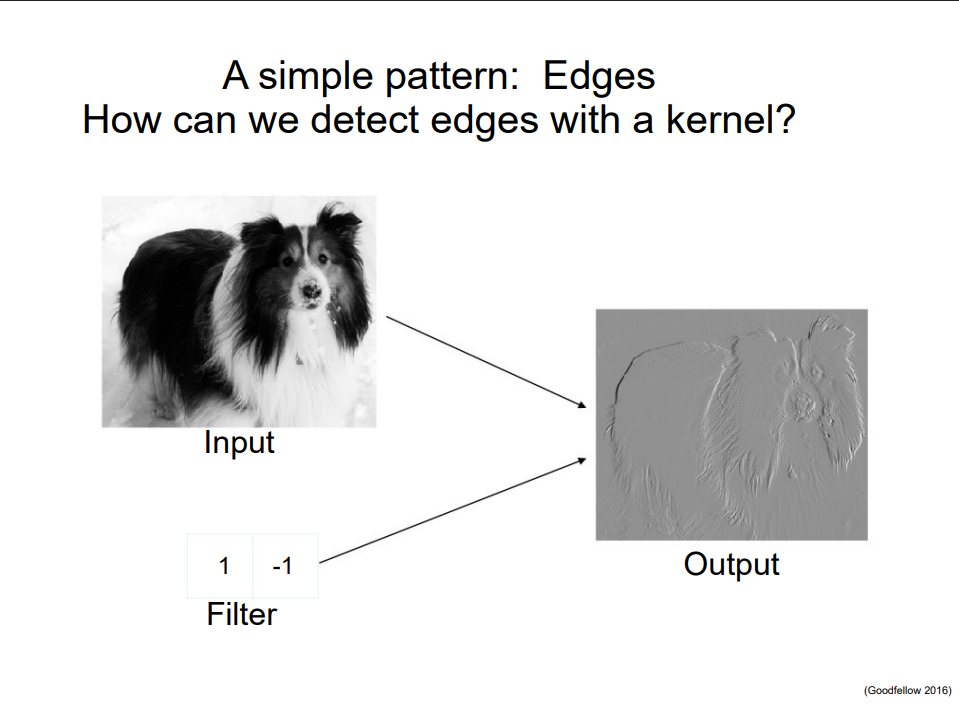 A simple pattern:  Edges
How can we detect edges with a kernel?
Input
1 -1
Filter
Output
(Goodfellow 2016)